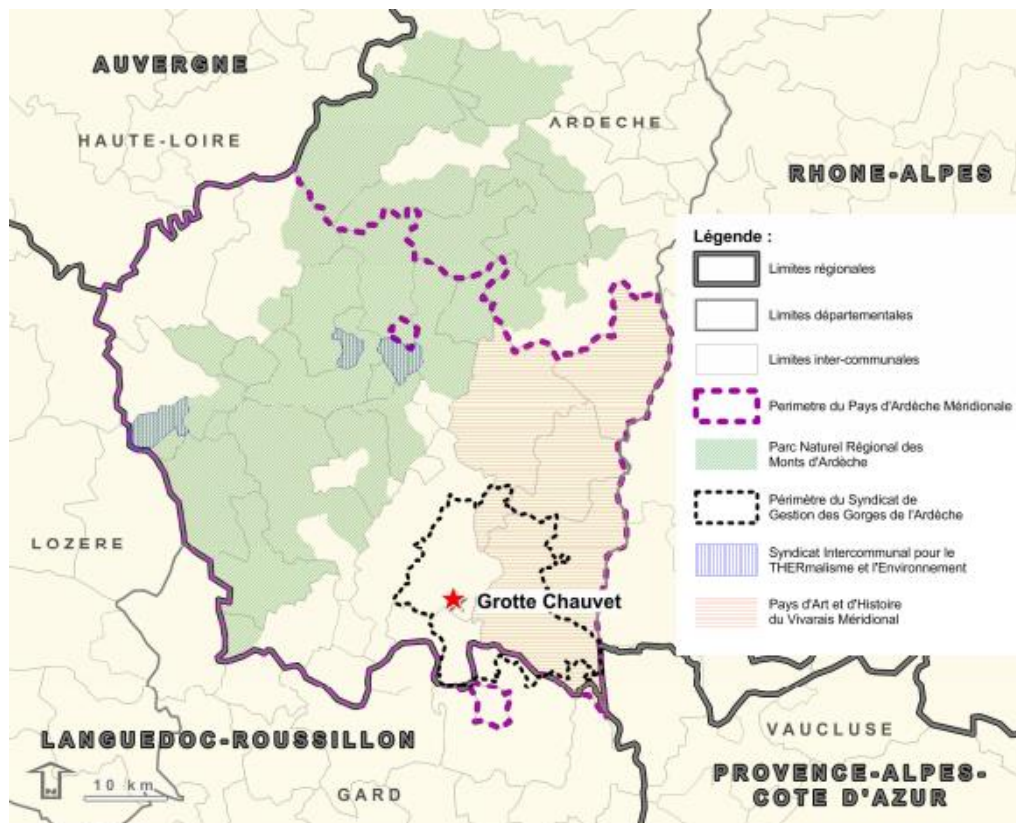 AUVERGNE
HAUTE-LOIRE
ARDECHE
RHONE-ALPES
Légende :
Limites régionales
Limites départementales
Limites inter-communales
Perimetre du Pays d'Ardèche Méridionale
Parc Naturel Régional des
Monts d'Ardèche
Périmètre du Syndicat de
Gestion des Gorges de l'Ardèche
Syndicat Intercommunal pour le
THERmalisme et l'Environnement
Pays d'Art et d'Histoire
du Vivarais Méridional
LOZERE
Grotte Chauvet
LANGUEDOC-ROUSSILLON
VAUCLUSE
10 km
GARD
PROVENCE-ALPES-
COTE D'AZUR